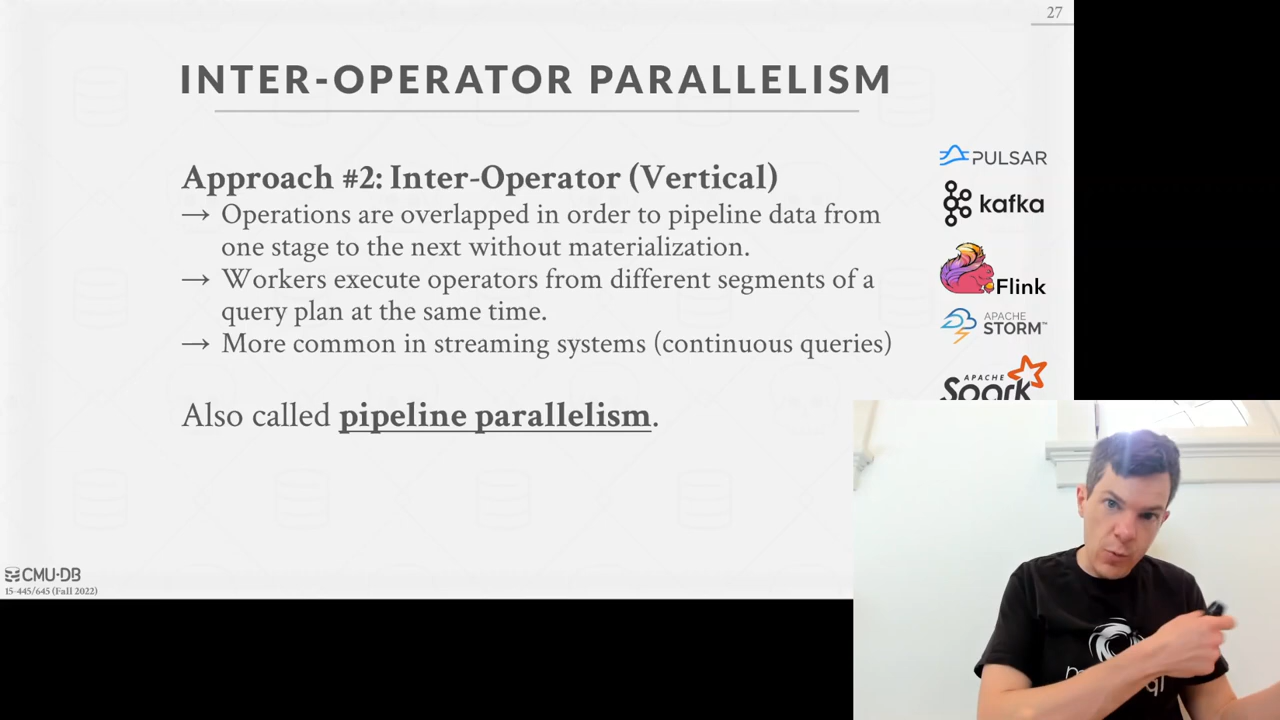 27
INTER-OPERATOR PARALLELISM
Approach #2: Inter-Operator (Vertical)
→ Operations are overlapped in order to pipeline data from
one stage to the next without materialization.
→ Workers execute operators from different segments of a
query plan at the same time.
→ More common in streaming systems (continuous queries)
Also called pipeline parallelism.
PULSAR
kafka
Flink
APACHE
STORM™
APACHE
Spark
CMU·DB
15-445/645 (Fall 2022)